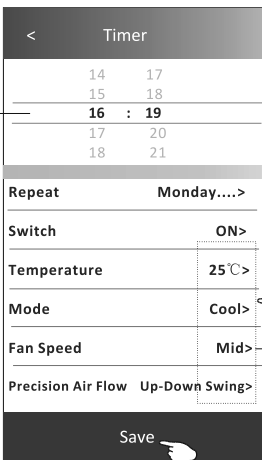 < Timer
14 17
15 18
16 : 19
17 20
18 21
Repeat Monday....>
Switch ON>
Temperature 25℃>
Mode Cool>
Fan Speed Mid>
Precision Air Flow Up-Down Swing>
Save